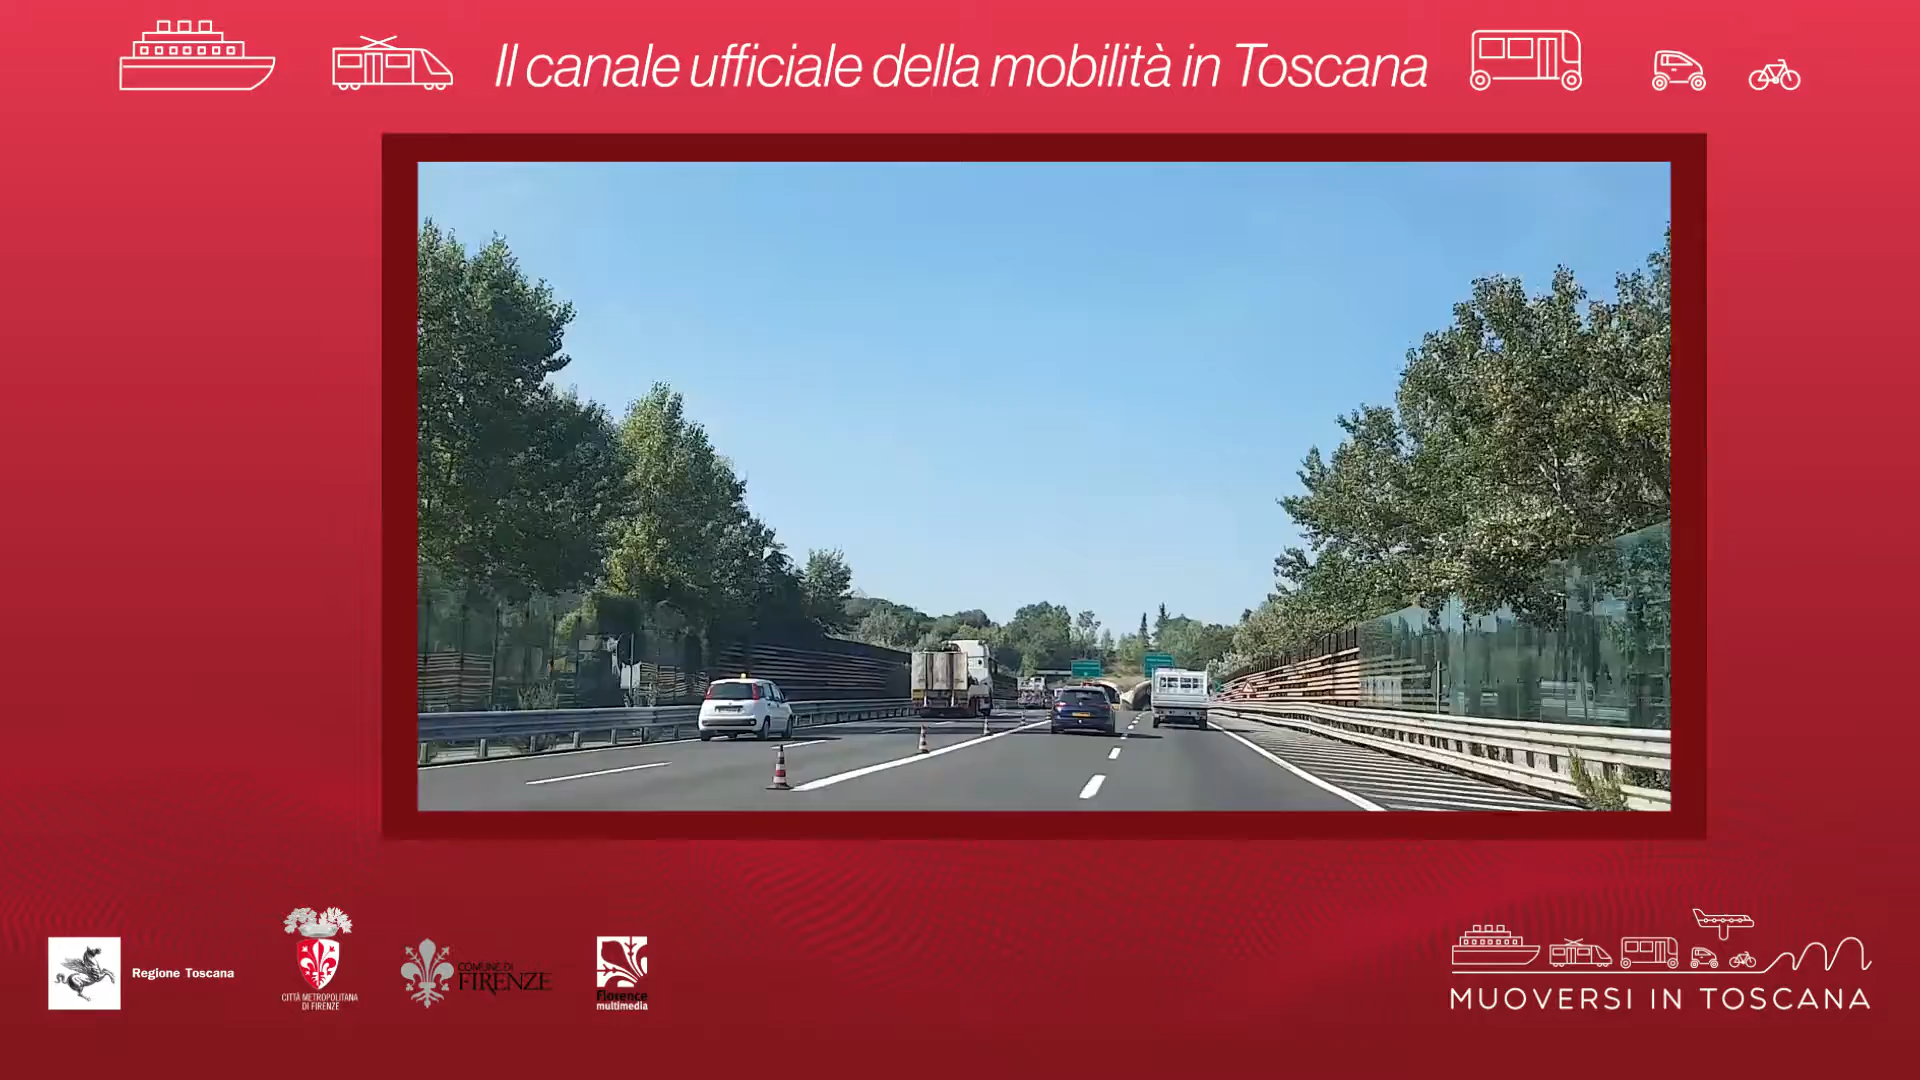 Il canale ufficiale della mobilità in Toscana
Regione Toscana
CITTÀ METROPOLITANA
DI FIRENZE
COMUNE DI
FIRENZE
Florence
multimedia
MUOVERSI IN TOSCANA